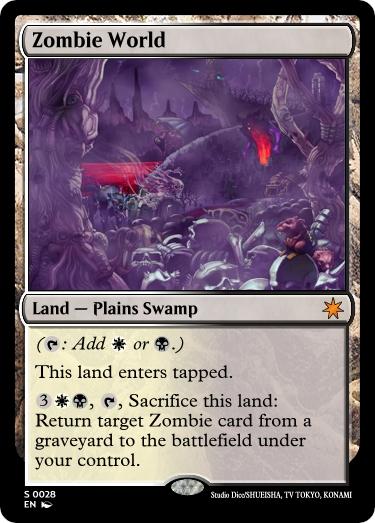 Zombie World
Land — Plains Swamp
(: Add or .)
This land enters tapped.
3, , Sacrifice this land:
Return target Zombie card from a
graveyard to the battlefield under
your control.
S 0028
EN
Studio Dice/SHUEISHA, TV TOKYO, KONAMI